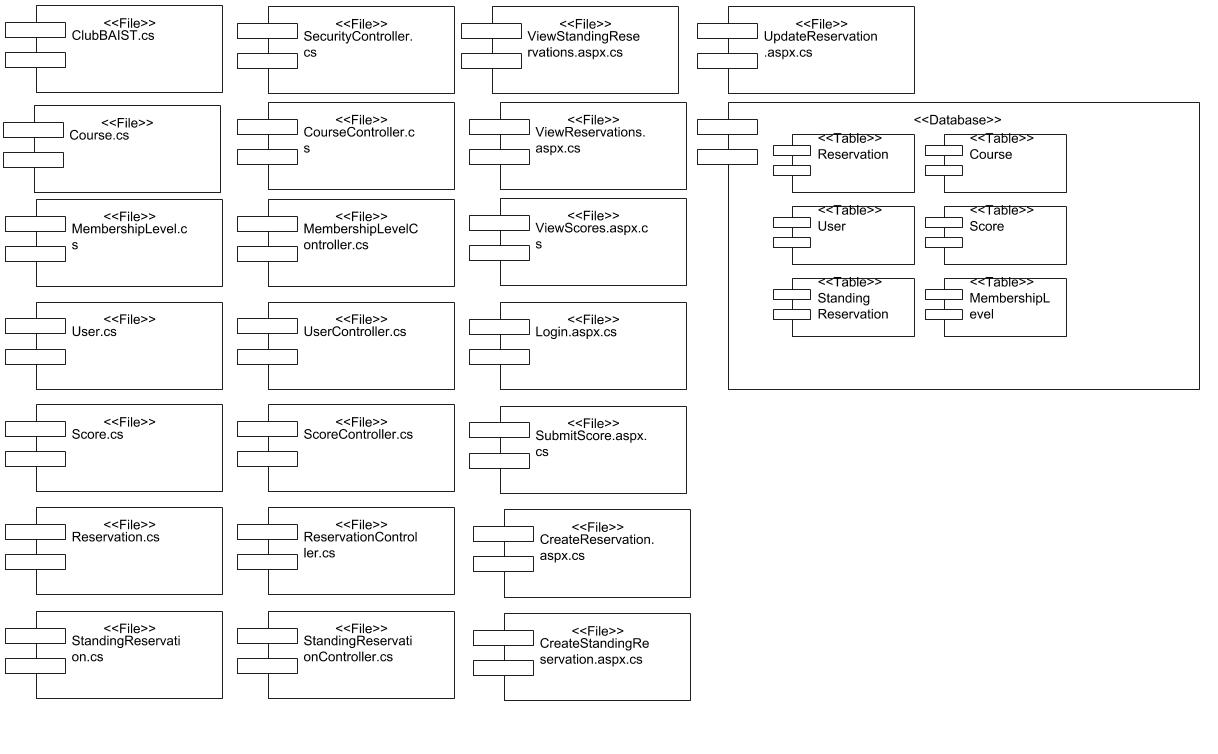 <<File>>
ClubBAIST.cs
<<File>>
SecurityController.
cs
<<File>>
ViewStandingRese
rvations.aspx.cs
<<File>>
UpdateReservation
.aspx.cs
<<File>>
Course.cs
<<File>>
CourseController.c
s
<<File>>
ViewReservations.
aspx.cs
<<Database>>
<<Table>>
Reservation
<<Table>>
Course
<<Table>>
User
<<Table>>
Score
<<Table>>
Standing
Reservation
<<Table>>
MembershipL
evel
<<File>>
MembershipLevel.c
s
<<File>>
MembershipLevelC
ontroller.cs
<<File>>
ViewScores.aspx.c
s
<<File>>
User.cs
<<File>>
UserController.cs
<<File>>
Login.aspx.cs
<<File>>
Score.cs
<<File>>
ScoreController.cs
<<File>>
SubmitScore.aspx.
cs
<<File>>
Reservation.cs
<<File>>
ReservationControl
ler.cs
<<File>>
CreateReservation.
aspx.cs
<<File>>
StandingReservati
on.cs
<<File>>
StandingReservati
onController.cs
<<File>>
CreateStandingRe
servation.aspx.cs